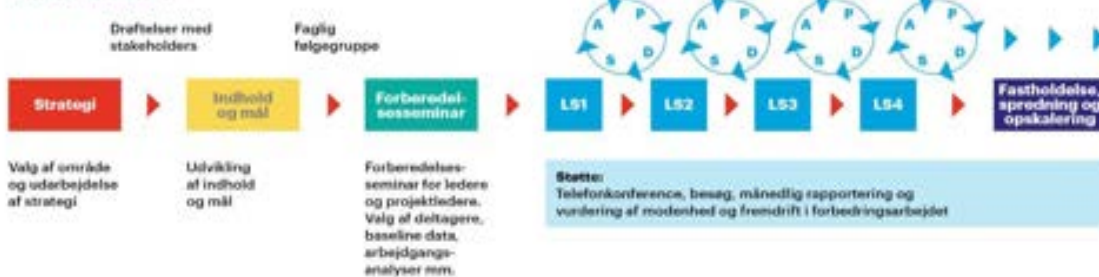 Drøftelser med
stakeholders
Faglig
følgegruppe
A P
S D
A P
S D
A P
S D
A P
S D
Strategi
Indhold
og mål
Forberedel-
sesseminar
LS1
LS2
LS3
LS4
Fastholdelse,
spredning og
opskalering
Valg af område
og udarbejdelse
af strategi
Udvikling
af indhold
og mål
Forberedelses-
seminar for ledere
og projektledere.
Valg af deltagere,
baseline data,
arbejdgangs-
analyser mm.
Støtte:
Telefonkonference, besøg, månedlig rapportering og
vurdering af modenhed og fremdrift i forbedringsarbejdet